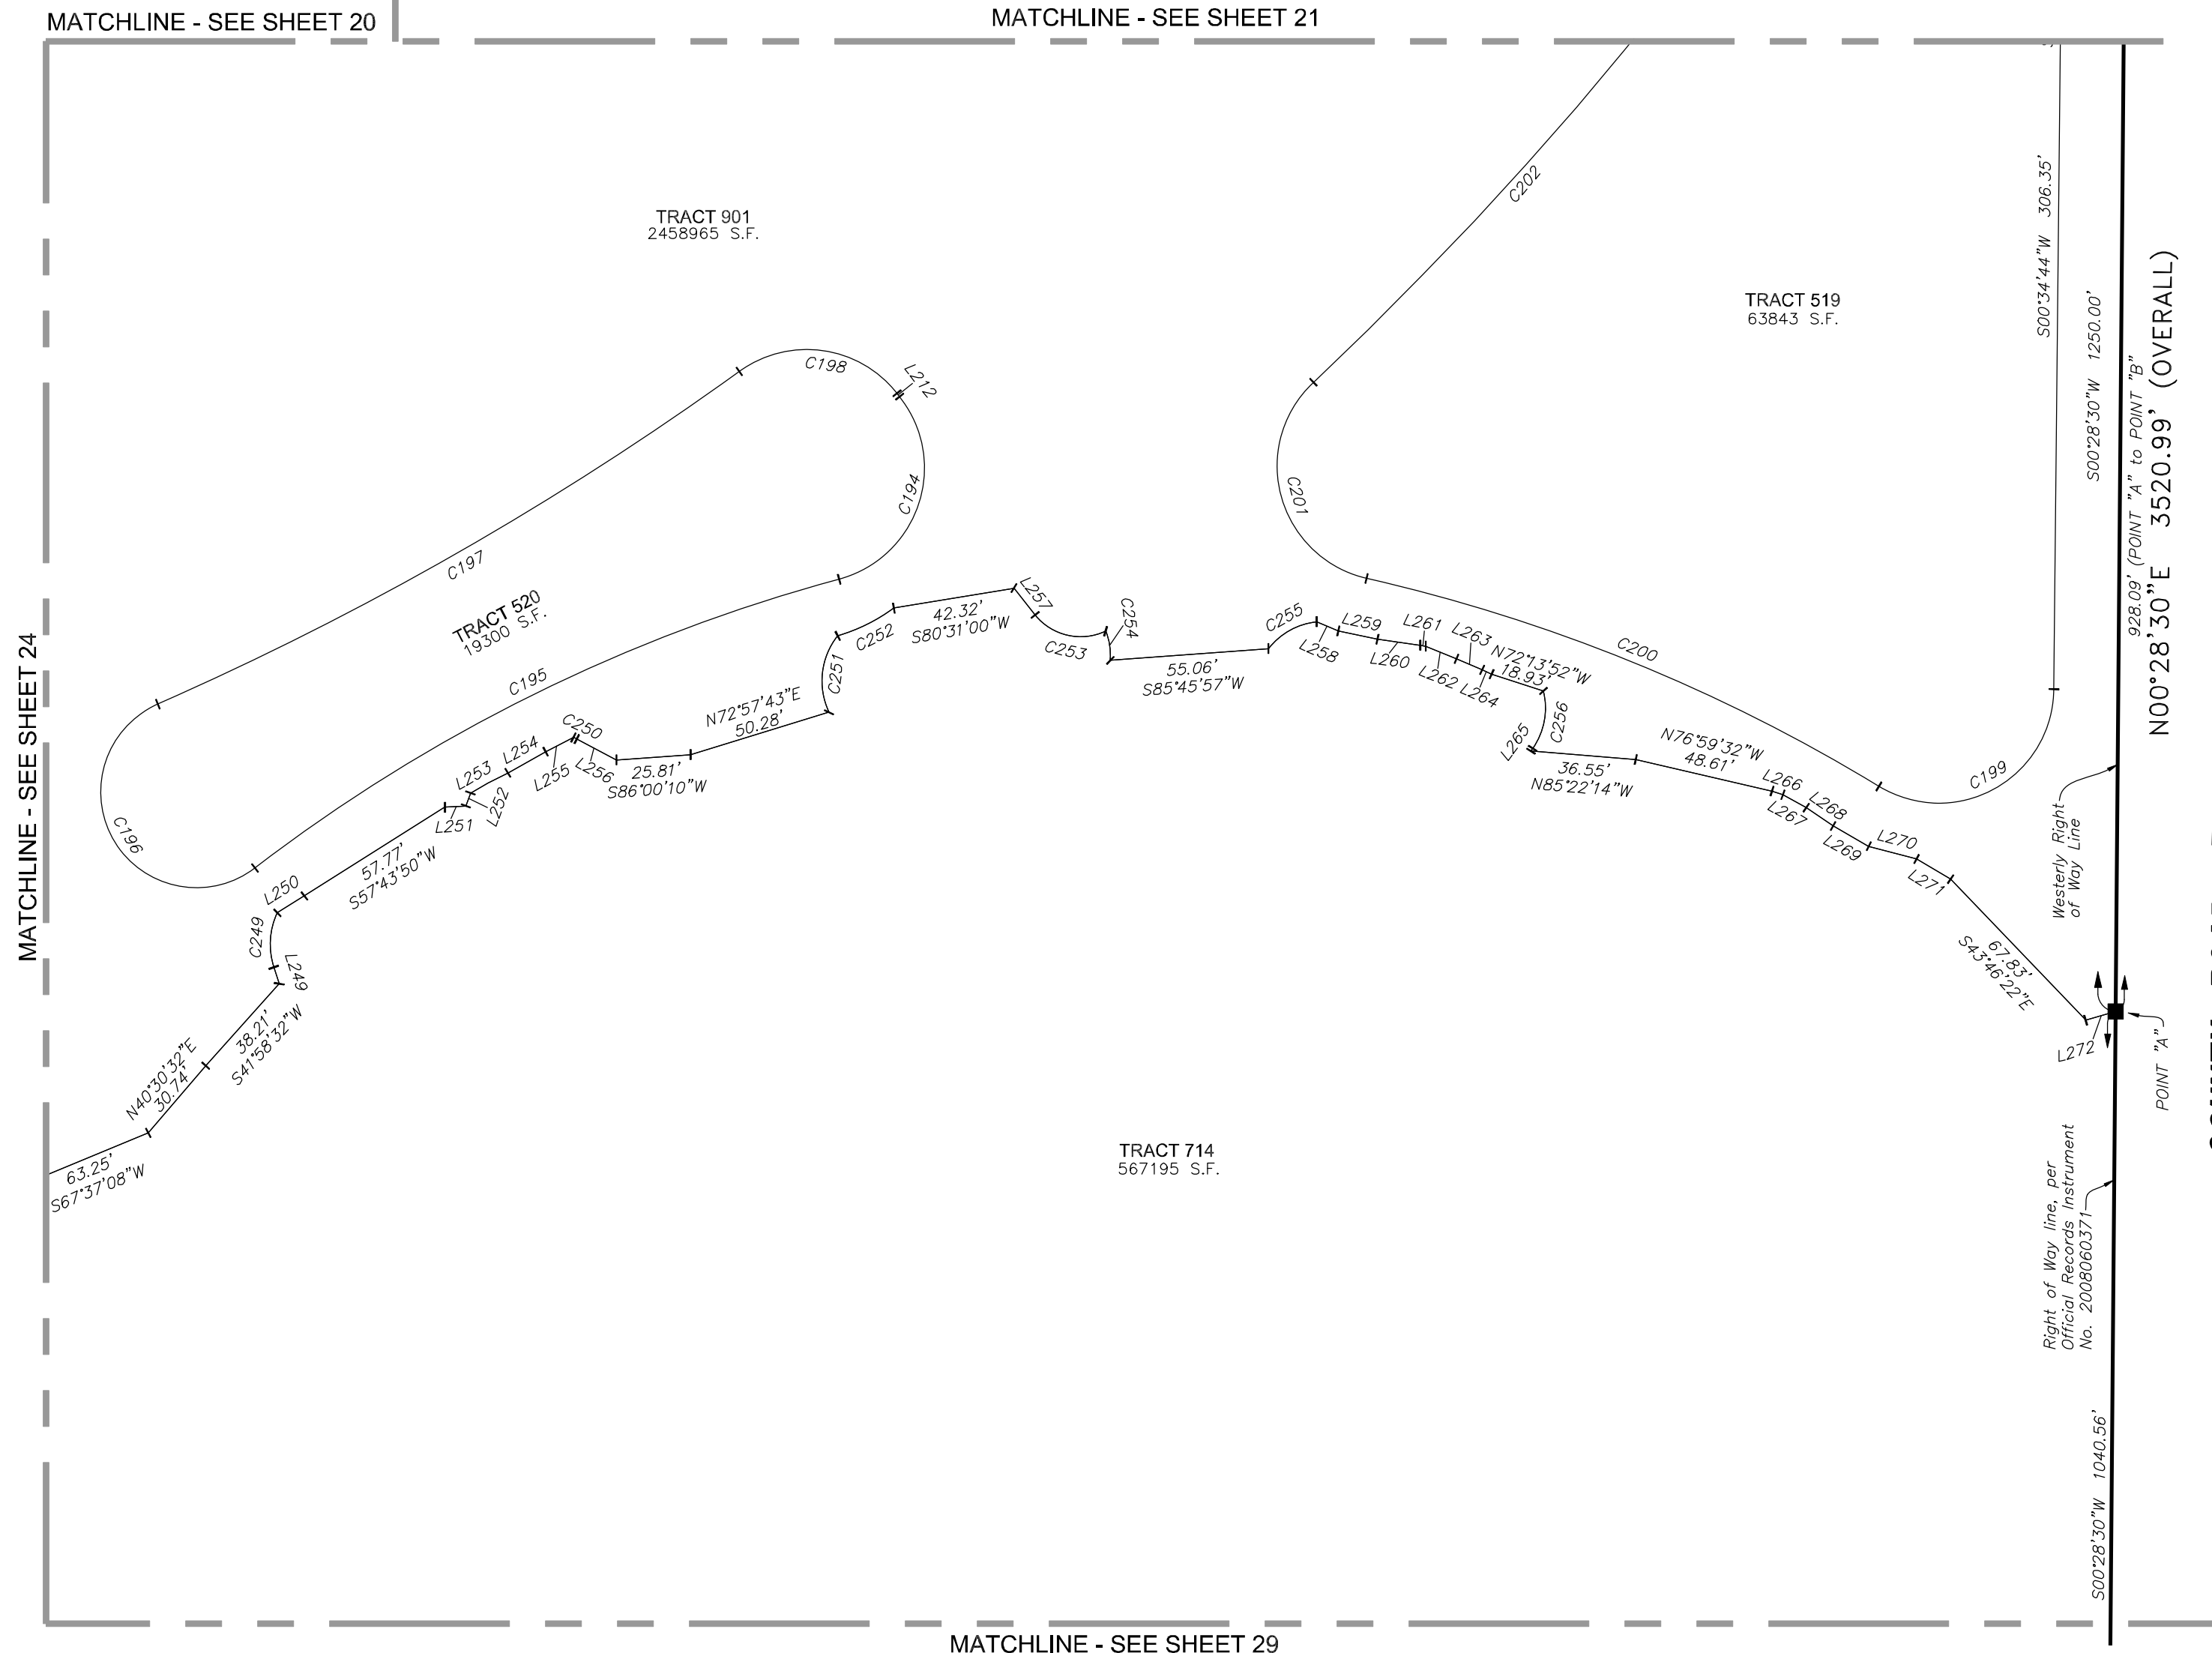 MATCHLINE - SEE SHEET 20
MATCHLINE - SEE SHEET 21
MATCHLINE - SEE SHEET 24
TRACT 901
2458965 S.F.
C202
TRACT 519
63843 S.F.
S00°34'44"W 306.35'
S00°28'30"W 1250.00'
928.09' (POINT "A" to POINT "B"
N00°28'30"E 3520.99' (OVERALL)
C198
L212
C194
C197
TRACT 520
19300 S.F.
C195
C196
C201
C200
C199
L257
42.32'
S80°31'00"W
C252
C251
C253
C254
55.06'
S85°45'57"W
C255
L258
L259
L260
L261
L262
L263
L264
N72°13'52"W
18.93'
C256
L265
36.55'
N85°22'14"W
N76°59'32"W
48.61'
L266
L267
L268
L269
L270
L271
67.83'
S43°46'22"E
L272
N72°57'43"E
50.28'
25.81'
S86°00'10"W
C250
L256
L255
L254
L253
L252
L251
57.77'
S57°43'50"W
L250
C249
L249
38.21'
S41°58'32"W
N40°30'32"E
30.74'
63.25'
S67°37'08"W
Westerly Right
of Way Line
POINT "A"
TRACT 714
567195 S.F.
Right of Way line, per
Official Records Instrument
No. 2008060371
S00°28'30"W 1040.56'
MATCHLINE - SEE SHEET 29